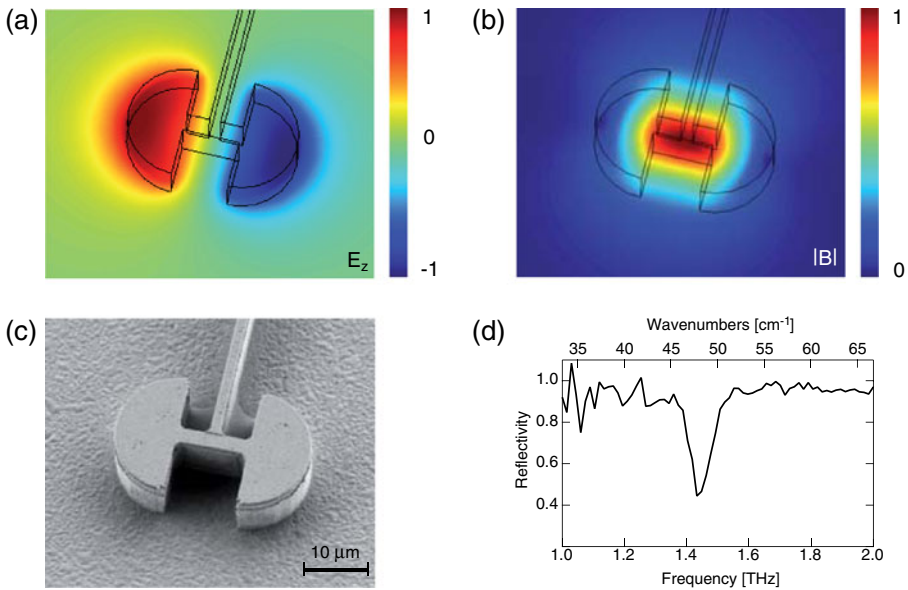 (a)
1
0
-1
E_z
(b)
1
0
|B|
(c)
10 µm
(d)
Wavenumbers [cm⁻¹]
35 40 45 50 55 60 65
1.0
0.8
0.6
0.4
Reflectivity
1.0 1.2 1.4 1.6 1.8 2.0
Frequency [THz]